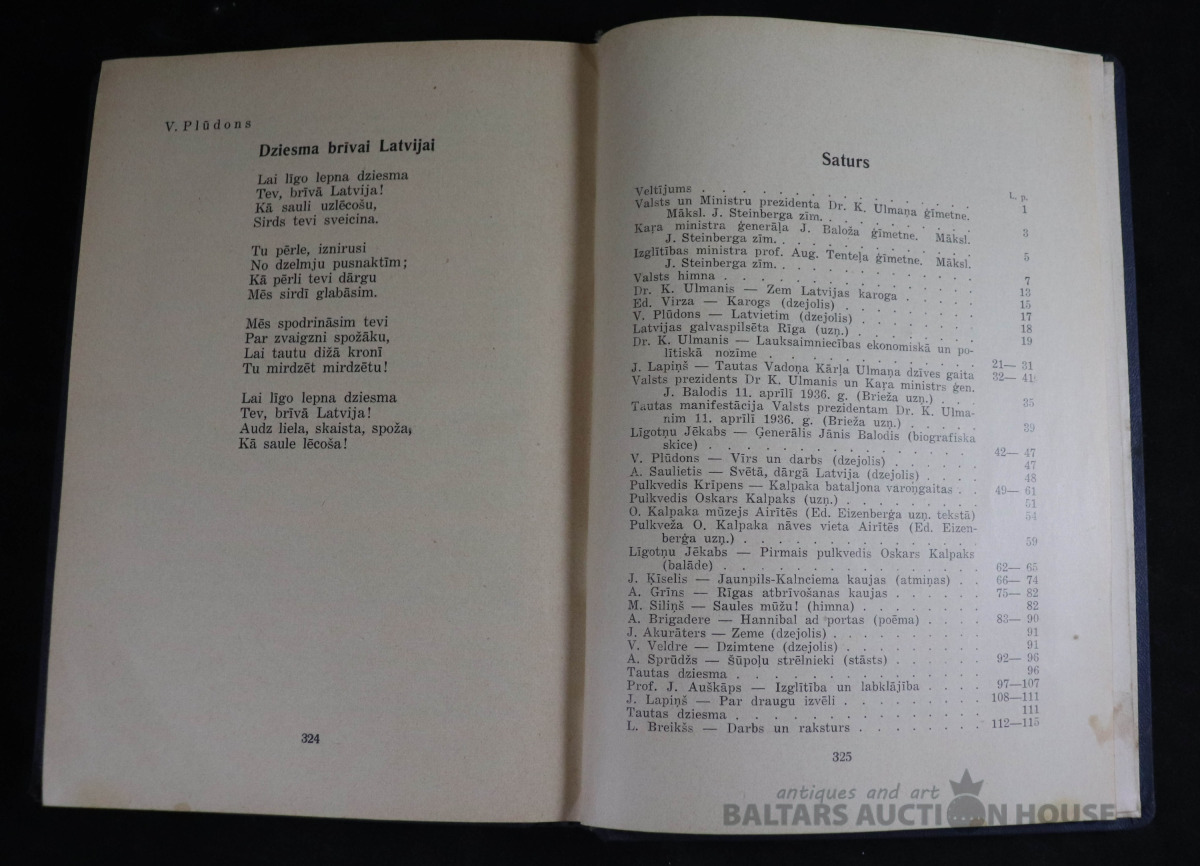 V. Plūdons
Dziesma brīvai Latvijai
Lai līgo lepna dziesma
Tev, brīvā Latvija!
Kā sauli uzlēcošu,
Sirds tevi sveicina.
Tu pērle, iznirusi
No dzelmju pusnaktīm;
Kā pērli tevi dārgu
Mēs sirdī glabāsim.
Mēs spodrināsim tevi
Par zvaigzni spožāku,
Lai tautu dižā kronī
Tu mirdzēt mirdzētu!
Lai līgo lepna dziesma
Tev, brīvā Latvija!
Audz liela, skaista, spoža,
Kā saule lēcoša!
324
Saturs
L. p.
Veltījums . . . . . . . . . . . . . . 1
Valsts un Ministru prezidenta Dr. K. Ulmaņa ģīmetne.
Māksl. J. Steinberga zīm. . . . . . . . . . 3
Kaŗa ministra ģenerāļa J. Baloža ģīmetne. Māksl.
J. Steinberga zīm. . . . . . . . . . . . 5
Izglītības ministra prof. Aug. Tenteļa ģīmetne. Māksl.
J. Steinberga zīm. . . . . . . . . . . . 7
Valsts himna . . . . . . . . . . . . . 13
Dr. K. Ulmanis — Zem Latvijas karoga . . . . . 15
Ed. Virza — Karogs (dzejolis) . . . . . . . . 17
V. Plūdons — Latvietim (dzejolis) . . . . . . . 18
Latvijas galvaspilsēta Rīga (uzņ.) . . . . . . . 19
Dr. K. Ulmanis — Lauksaimniecības ekonomiskā un po-
lītiskā nozīme . . . . . . . . . . . 21— 31
J. Lapiņš — Tautas Vadoņa Kārļa Ulmaņa dzīves gaita 32— 41
Valsts prezidents Dr K. Ulmanis un Kaŗa ministrs ģen.
J. Balodis 11. aprīlī 1936. g. (Brieža uzņ.) . . . 35
Tautas manifestācija Valsts prezidentam Dr. K. Ulma-
nim 11. aprīlī 1936. g. (Brieža uzņ.) . . . . . 39
Līgotņu Jēkabs — Ģenerālis Jānis Balodis (biografiska
skice) . . . . . . . . . . . . . . 42— 47
V. Plūdons — Vīrs un darbs (dzejolis) . . . . . 47
A. Saulietis — Svētā, dārgā Latvija (dzejolis) . . . . 48
Pulkvedis Krīpens — Kalpaka bataljona varoņgaitas . . 49— 61
Pulkvedis Oskars Kalpaks (uzņ.) . . . . . . . 51
O. Kalpaka mūzejs Airītēs (Ed. Eizenberģa uzņ. tekstā) 54
Pulkveža O. Kalpaka nāves vieta Airītēs (Ed. Eizen-
berģa uzņ.) . . . . . . . . . . . . 59
Līgotņu Jēkabs — Pirmais pulkvedis Oskars Kalpaks
(balāde) . . . . . . . . . . . . . 62— 65
J. Ķīselis — Jaunpils-Kalnciema kaujas (atmiņas) . . 66— 74
A. Grīns — Rīgas atbrīvošanas kaujas . . . . . . 75— 82
M. Siliņš — Saules mūžu! (himna) . . . . . . . 82
A. Brigadere — Hannibal ad portas (poēma) . . . . 83— 90
J. Akurāters — Zeme (dzejolis) . . . . . . . . 91
V. Veldre — Dzimtene (dzejolis) . . . . . . . . 91
A. Sprūdžs — Šūpoļu strēlnieki (stāsts) . . . . . . 92— 96
Tautas dziesma . . . . . . . . . . . . . 96
Prof. J. Auškāps — Izglītība un labklājība . . . . 97—107
J. Lapiņš — Par draugu izvēli . . . . . . . . 108—111
Tautas dziesma . . . . . . . . . . . . . 111
L. Breikšs — Darbs un raksturs . . . . . . . 112—115
325
antiques and art
BALTARS AUCTION HOUSE